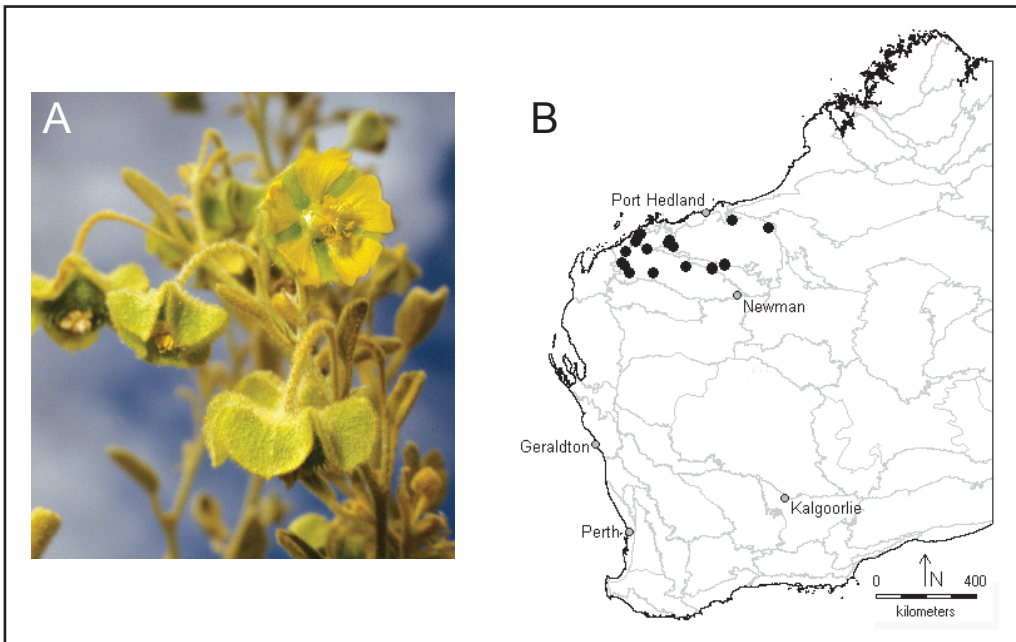 A
B
Port Hedland
Newman
Geraldton
Kalgoorlie
Perth
N
0 400
kilometers